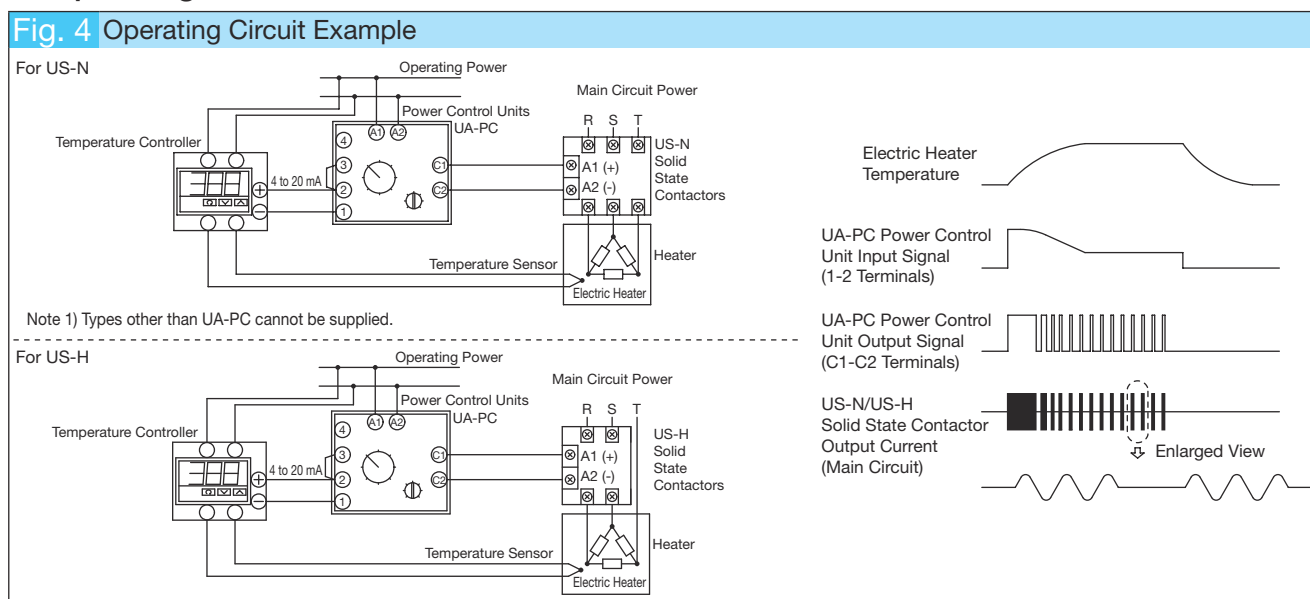 Fig. 4 Operating Circuit Example
For US-N
Operating Power
Main Circuit Power
Power Control Units
UA-PC
Temperature Controller
R S T
A1 A2
4
3
2
1
C1
C2
4 to 20 mA
+
−
A1 (+)
A2 (-)
US-N
Solid
State
Contactors
Temperature Sensor
Heater
Electric Heater
Note 1) Types other than UA-PC cannot be supplied.
For US-H
Operating Power
Main Circuit Power
Power Control Units
UA-PC
Temperature Controller
R S T
A1 A2
4
3
2
1
C1
C2
4 to 20 mA
+
−
A1 (+)
A2 (-)
US-H
Solid
State
Contactors
Temperature Sensor
Heater
Electric Heater
Electric Heater
Temperature
UA-PC Power Control
Unit Input Signal
(1-2 Terminals)
UA-PC Power Control
Unit Output Signal
(C1-C2 Terminals)
US-N/US-H
Solid State Contactor
Output Current
(Main Circuit)
Enlarged View